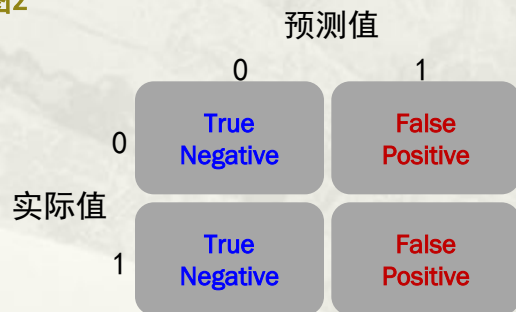 预测值
0 1
0
True Negative
False Positive
实际值
1
True Negative
False Positive